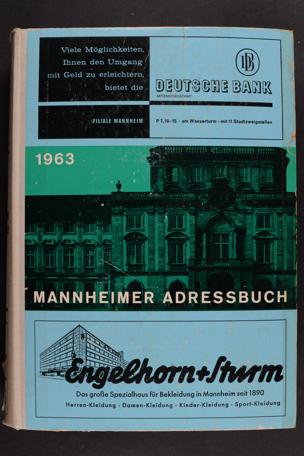 Viele Möglichkeiten,
Ihnen den Umgang
mit Geld zu erleichtern,
bietet die
DB
DEUTSCHE BANK
AKTIENGESELLSCHAFT
FILIALE MANNHEIM
P 7, 10-15 - am Wasserturm - mit 11 Stadtzweigstellen
1963
MANNHEIMER ADRESSBUCH
Engelhorn+Sturm
Das große Spezialhaus für Bekleidung in Mannheim seit 1890
Herren-Kleidung - Damen-Kleidung - Kinder-Kleidung - Sport-Kleidung